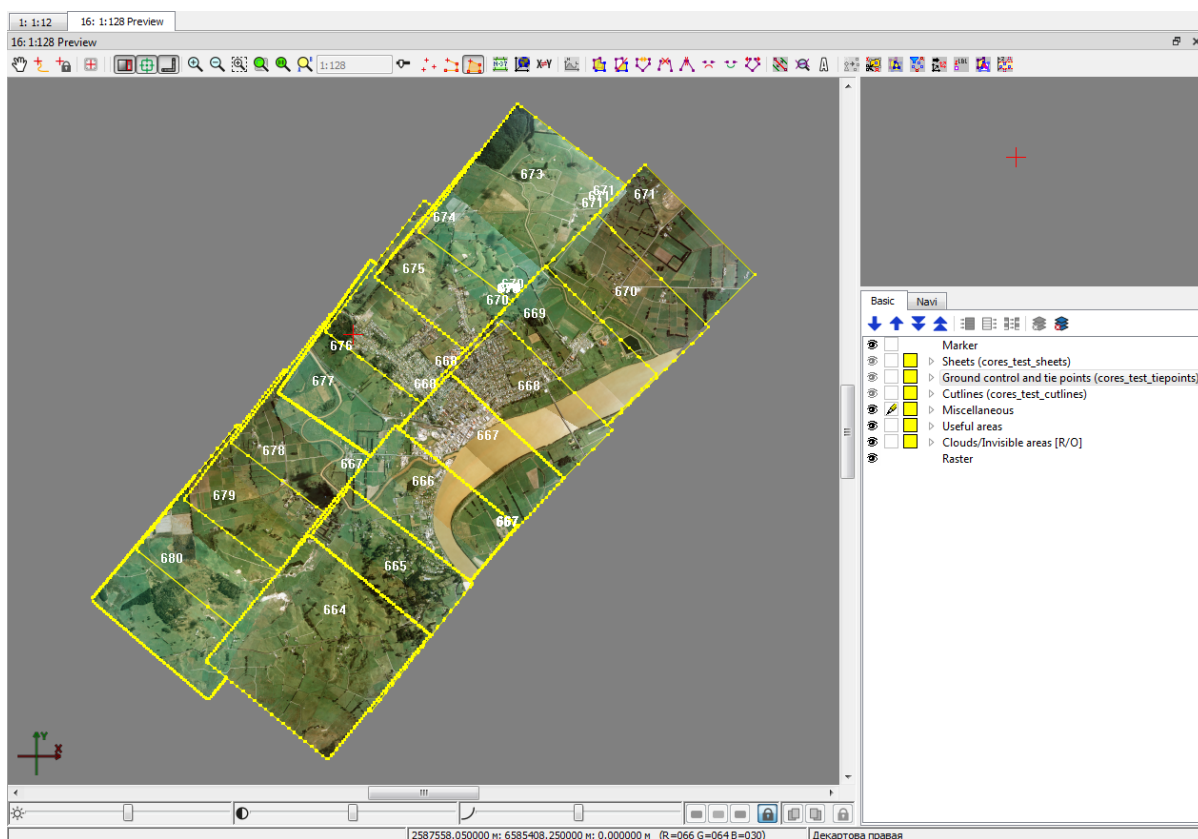 1: 1:12
16: 1:128 Preview
16: 1:128 Preview
1:128
673
671
671
671
671
674
675
670
670
670
669
676
668
668
668
677
667
678
667
666
679
667
680
665
664
Y
X
Basic
Navi
Marker
Sheets (cores_test_sheets)
Ground control and tie points (cores_test_tiepoints)
Cutlines (cores_test_cutlines)
Miscellaneous
Useful areas
Clouds/Invisible areas [R/O]
Raster
2587558.050000 м; 6585408.250000 м; 0.000000 м (R=066 G=064 B=030)
Декартова правая